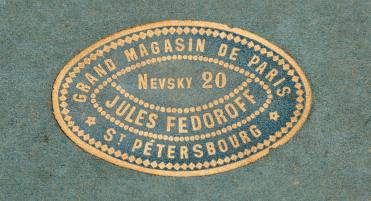 GRAND MAGASIN DE PARIS
NEVSKY 20
JULES FEDOROFF
ST PÉTERSBOURG